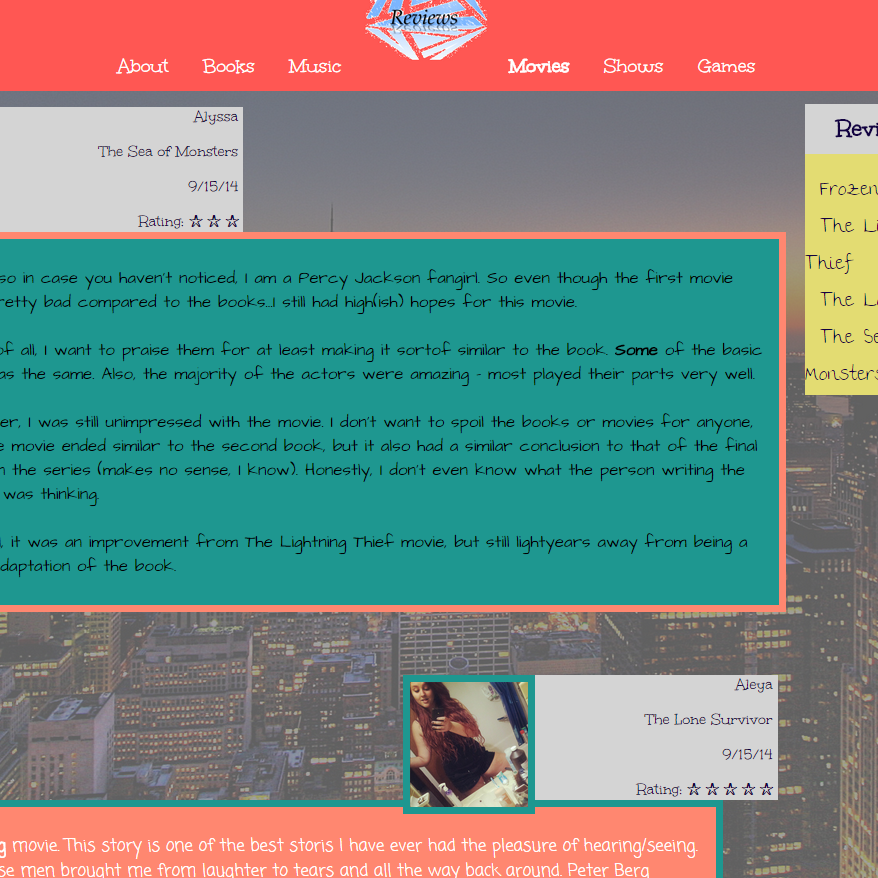 Reviews
About Books Music Movies Shows Games
Alyssa
The Sea of Monsters
9/15/14
Rating: ☆ ☆ ☆
so in case you haven't noticed, I am a Percy Jackson fangirl. So even though the first movie
retty bad compared to the books...I still had high(ish) hopes for this movie.
of all, I want to praise them for at least making it sortof similar to the book. Some of the basic
as the same. Also, the majority of the actors were amazing - most played their parts very well.
er, I was still unimpressed with the movie. I don't want to spoil the books or movies for anyone,
e movie ended similar to the second book, but it also had a similar conclusion to that of the final
n the series (makes no sense, I know). Honestly, I don't even know what the person writing the
was thinking.
l, it was an improvement from The Lightning Thief movie, but still lightyears away from being a
daptation of the book.
Revi
Frozen
The Li
Thief
The L
The Se
Monsters
Aleya
The Lone Survivor
9/15/14
Rating: ☆ ☆ ☆ ☆ ☆
g movie. This story is one of the best storis I have ever had the pleasure of hearing/seeing.
se men brought me from laughter to tears and all the way back around. Peter Berg